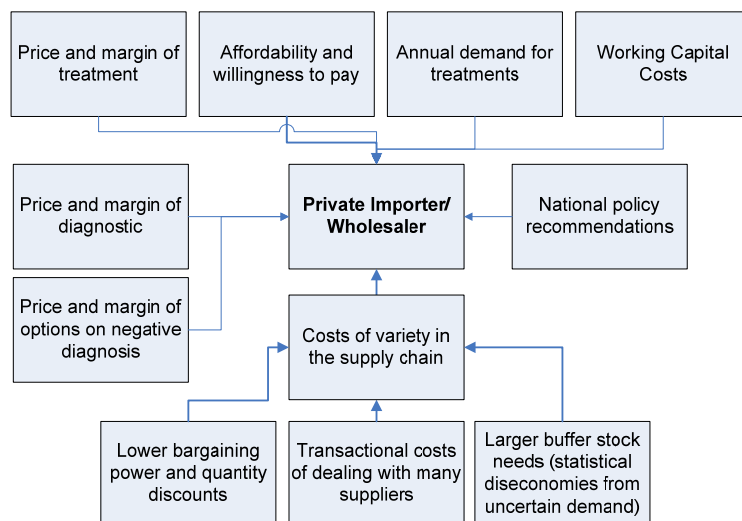 Price and margin of
treatment
Affordability and
willingness to pay
Annual demand for
treatments
Working Capital
Costs
Price and margin of
diagnostic
Private Importer/
Wholesaler
National policy
recommendations
Price and margin of
options on negative
diagnosis
Costs of variety in
the supply chain
Lower bargaining
power and quantity
discounts
Transactional costs
of dealing with many
suppliers
Larger buffer stock
needs (statistical
diseconomies from
uncertain demand)